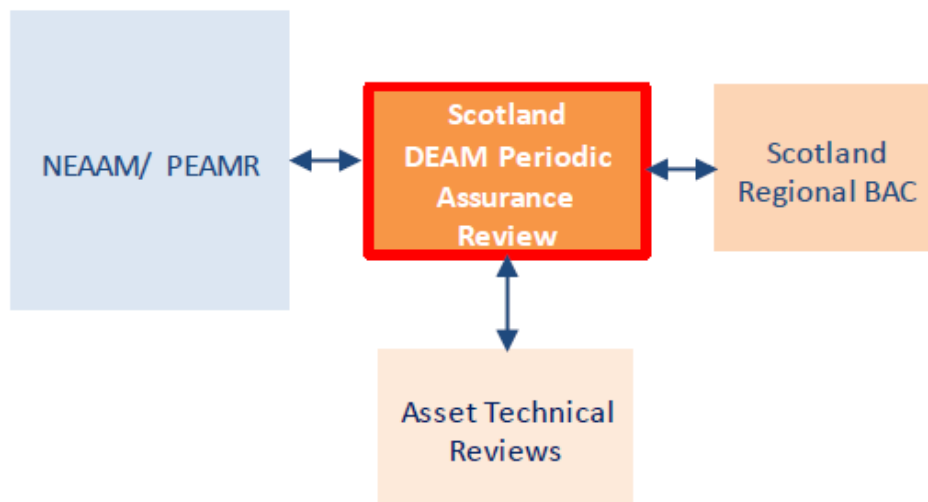 NEAAM/ PEAMR
Scotland
DEAM Periodic
Assurance
Review
Scotland
Regional BAC
Asset Technical
Reviews